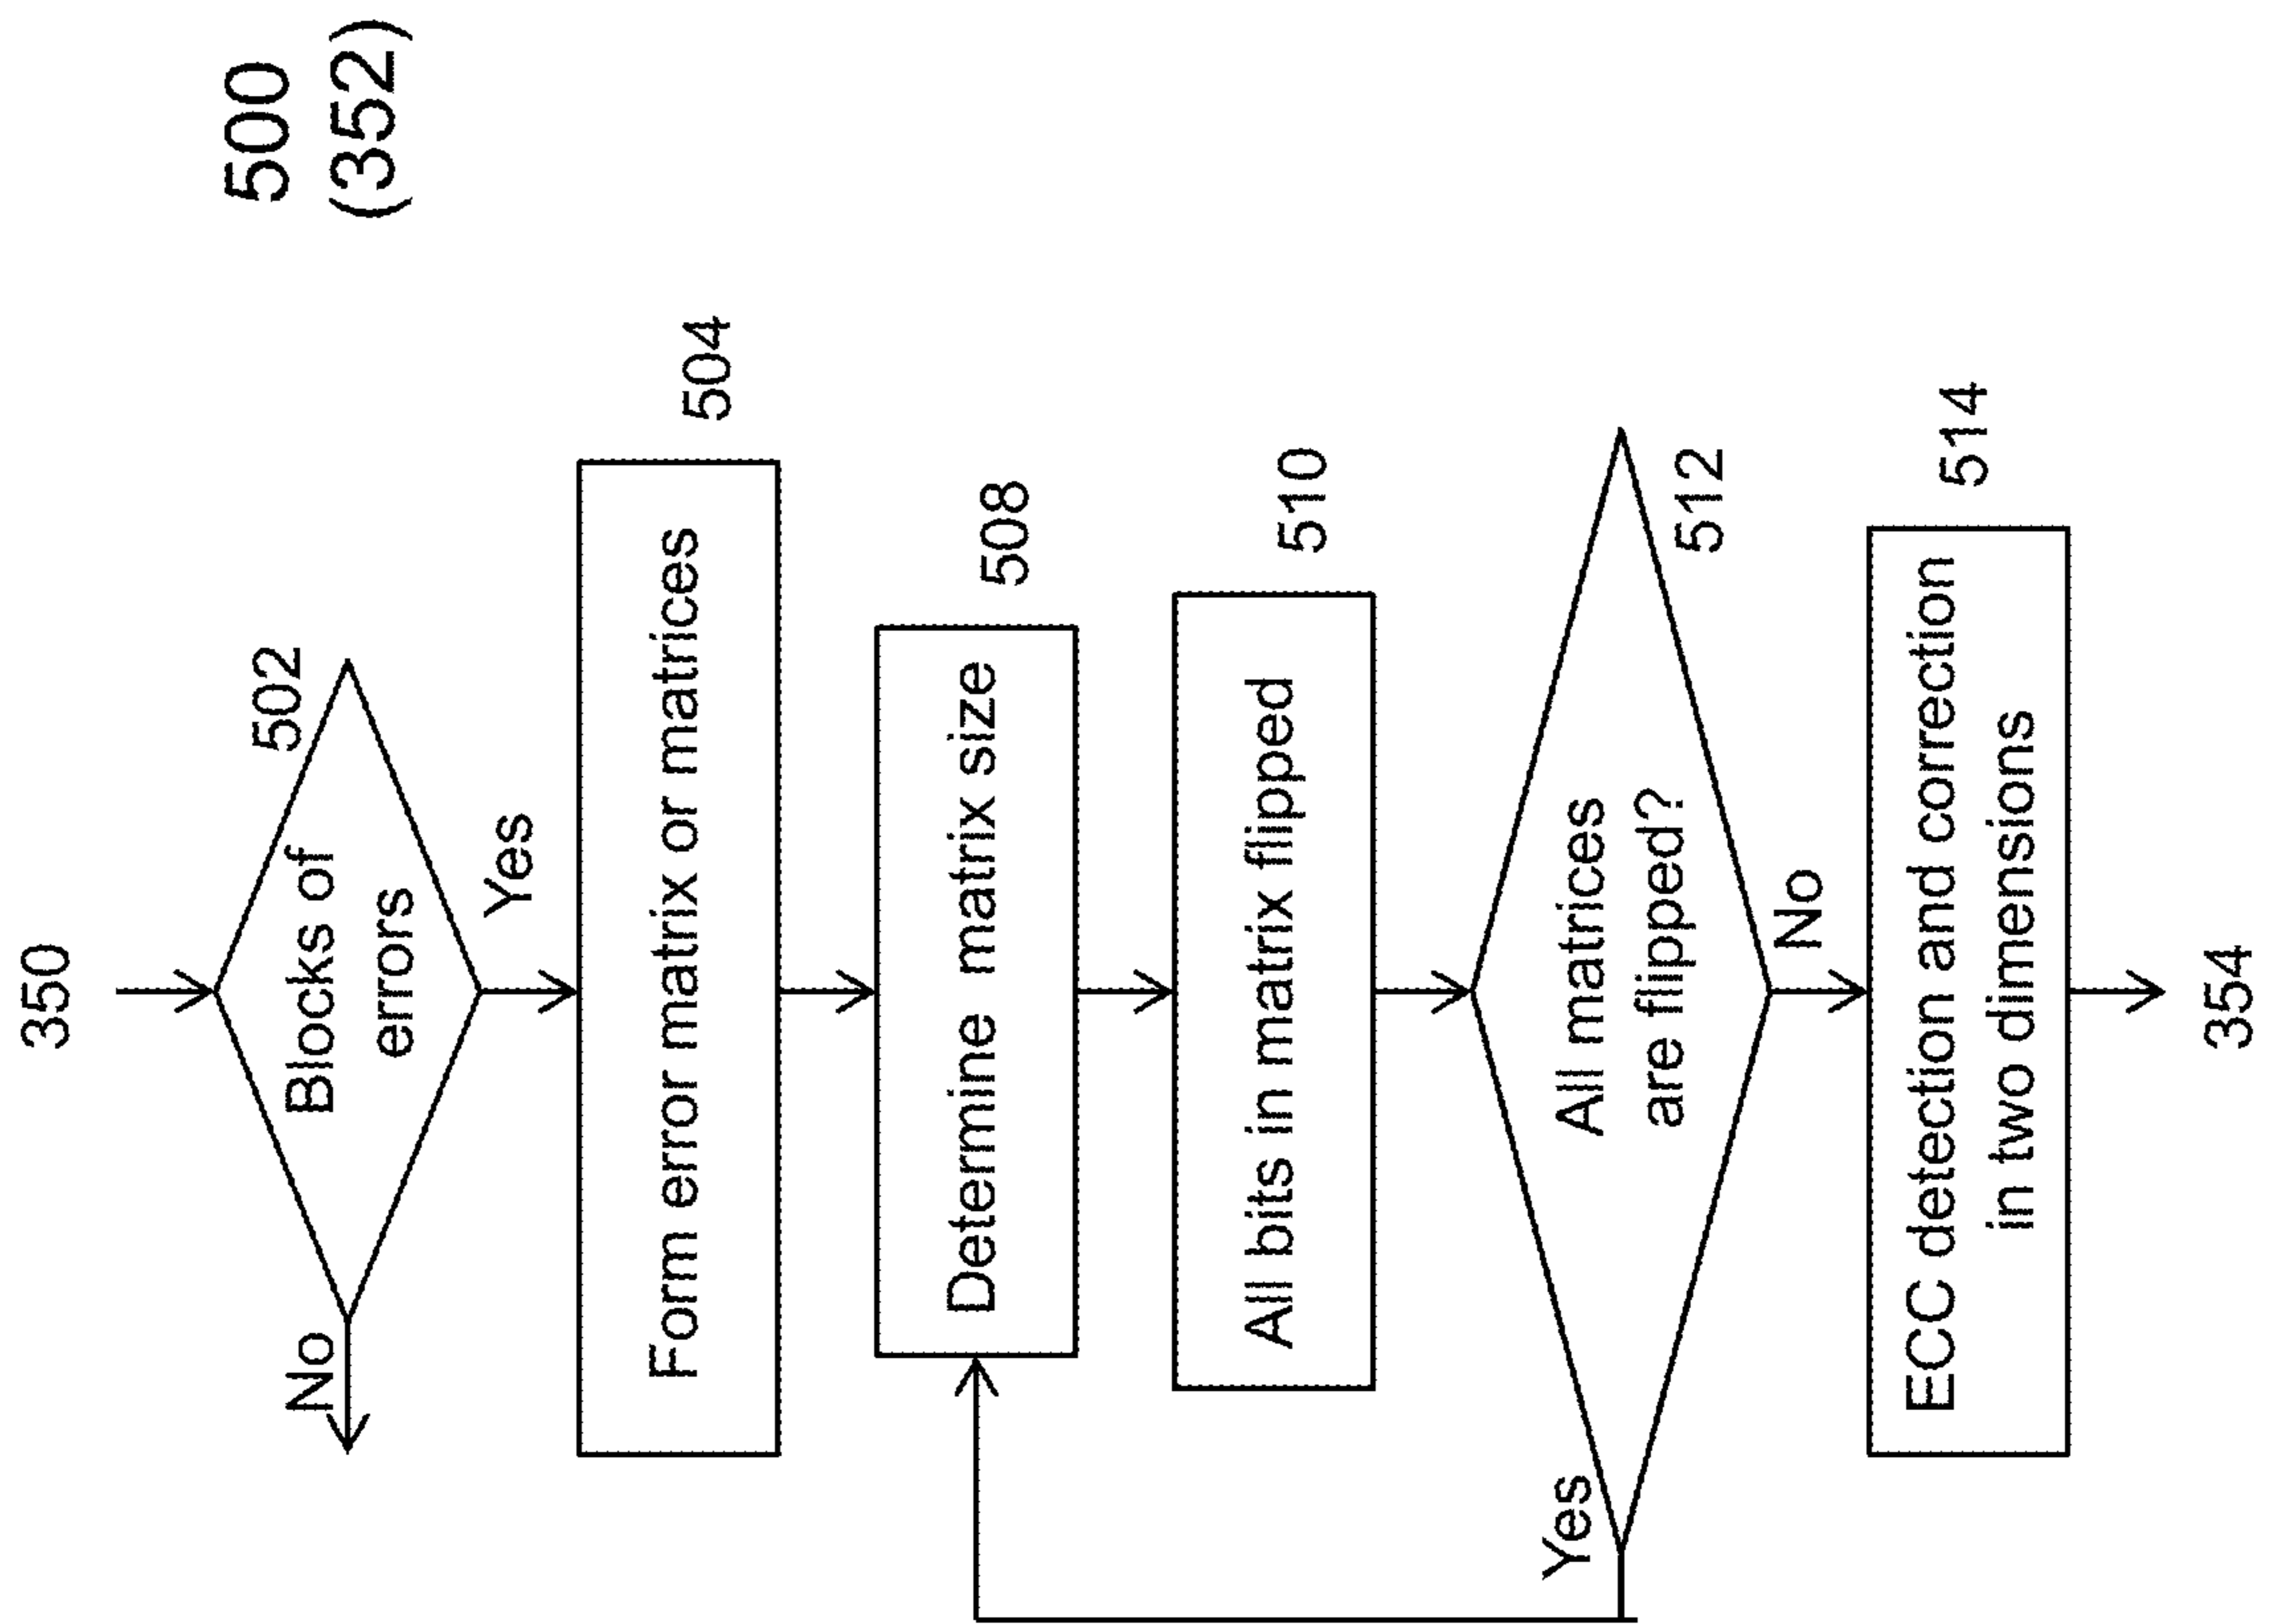 500
(352)
350
502
Blocks of
errors
No
Yes
504
Form error matrix or matrices
508
Determine matrix size
510
All bits in matrix flipped
All matrices
are flipped?
512
Yes
No
514
ECC detection and correction
in two dimensions
354